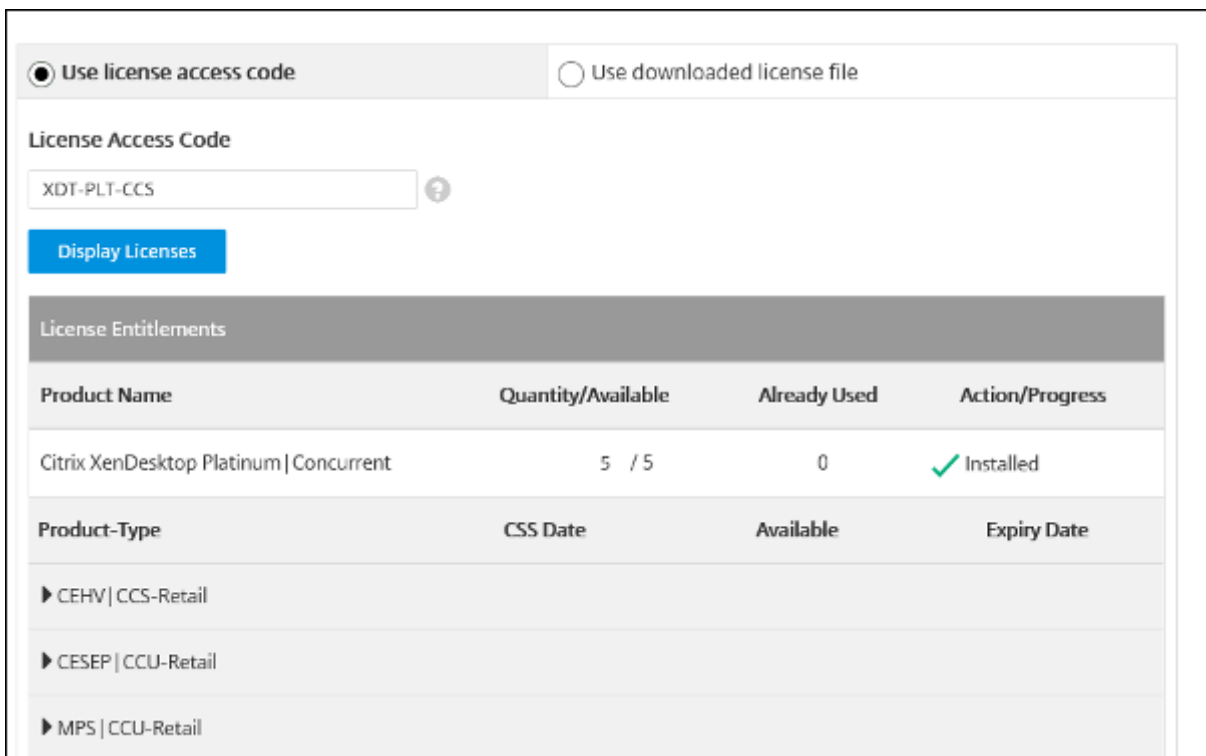 Use license access code Use downloaded license file
License Access Code
XDT-PLT-CCS
?
Display Licenses
License Entitlements
Product Name Quantity/Available Already Used Action/Progress
Citrix XenDesktop Platinum|Concurrent 5 / 5 0 Installed
Product-Type CSS Date Available Expiry Date
CEHV|CCS-Retail
CESEP|CCU-Retail
MPS|CCU-Retail